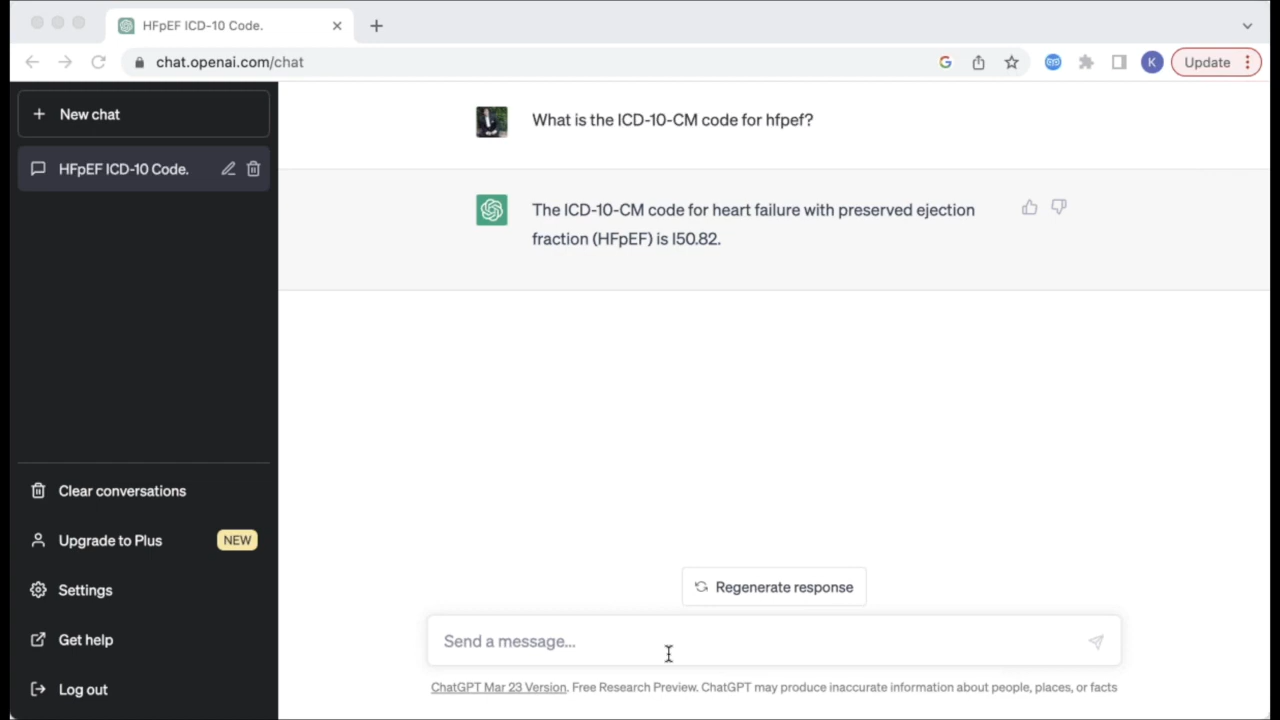 HFpEF ICD-10 Code.
chat.openai.com/chat
K
Update
New chat
HFpEF ICD-10 Code.
What is the ICD-10-CM code for hfpef?
The ICD-10-CM code for heart failure with preserved ejection
fraction (HFpEF) is I50.82.
Clear conversations
Upgrade to Plus NEW
Settings
Get help
Log out
Regenerate response
Send a message...
ChatGPT Mar 23 Version. Free Research Preview. ChatGPT may produce inaccurate information about people, places, or facts